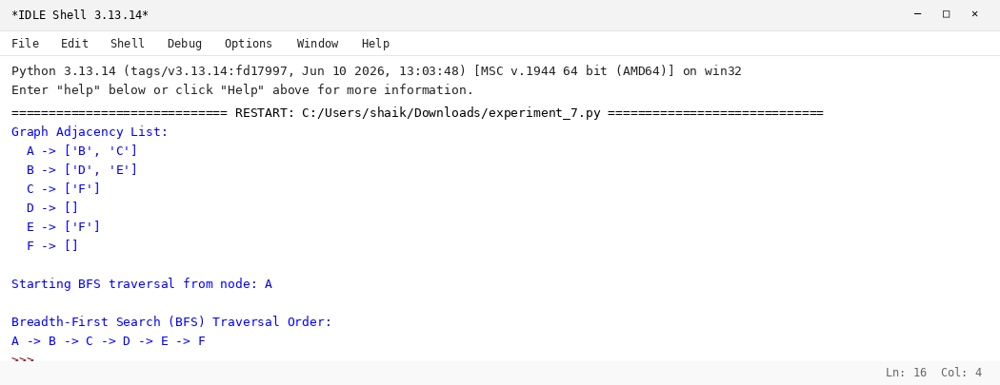 *IDLE Shell 3.13.14*
File Edit Shell Debug Options Window Help
Python 3.13.14 (tags/v3.13.14:fd17997, Jun 10 2026, 13:03:48) [MSC v.1944 64 bit (AMD64)] on win32
Enter "help" below or click "Help" above for more information.
============================= RESTART: C:/Users/shaik/Downloads/experiment_7.py =============================
Graph Adjacency List:
  A -> ['B', 'C']
  B -> ['D', 'E']
  C -> ['F']
  D -> []
  E -> ['F']
  F -> []
Starting BFS traversal from node: A
Breadth-First Search (BFS) Traversal Order:
A -> B -> C -> D -> E -> F
>>>
Ln: 16 Col: 4